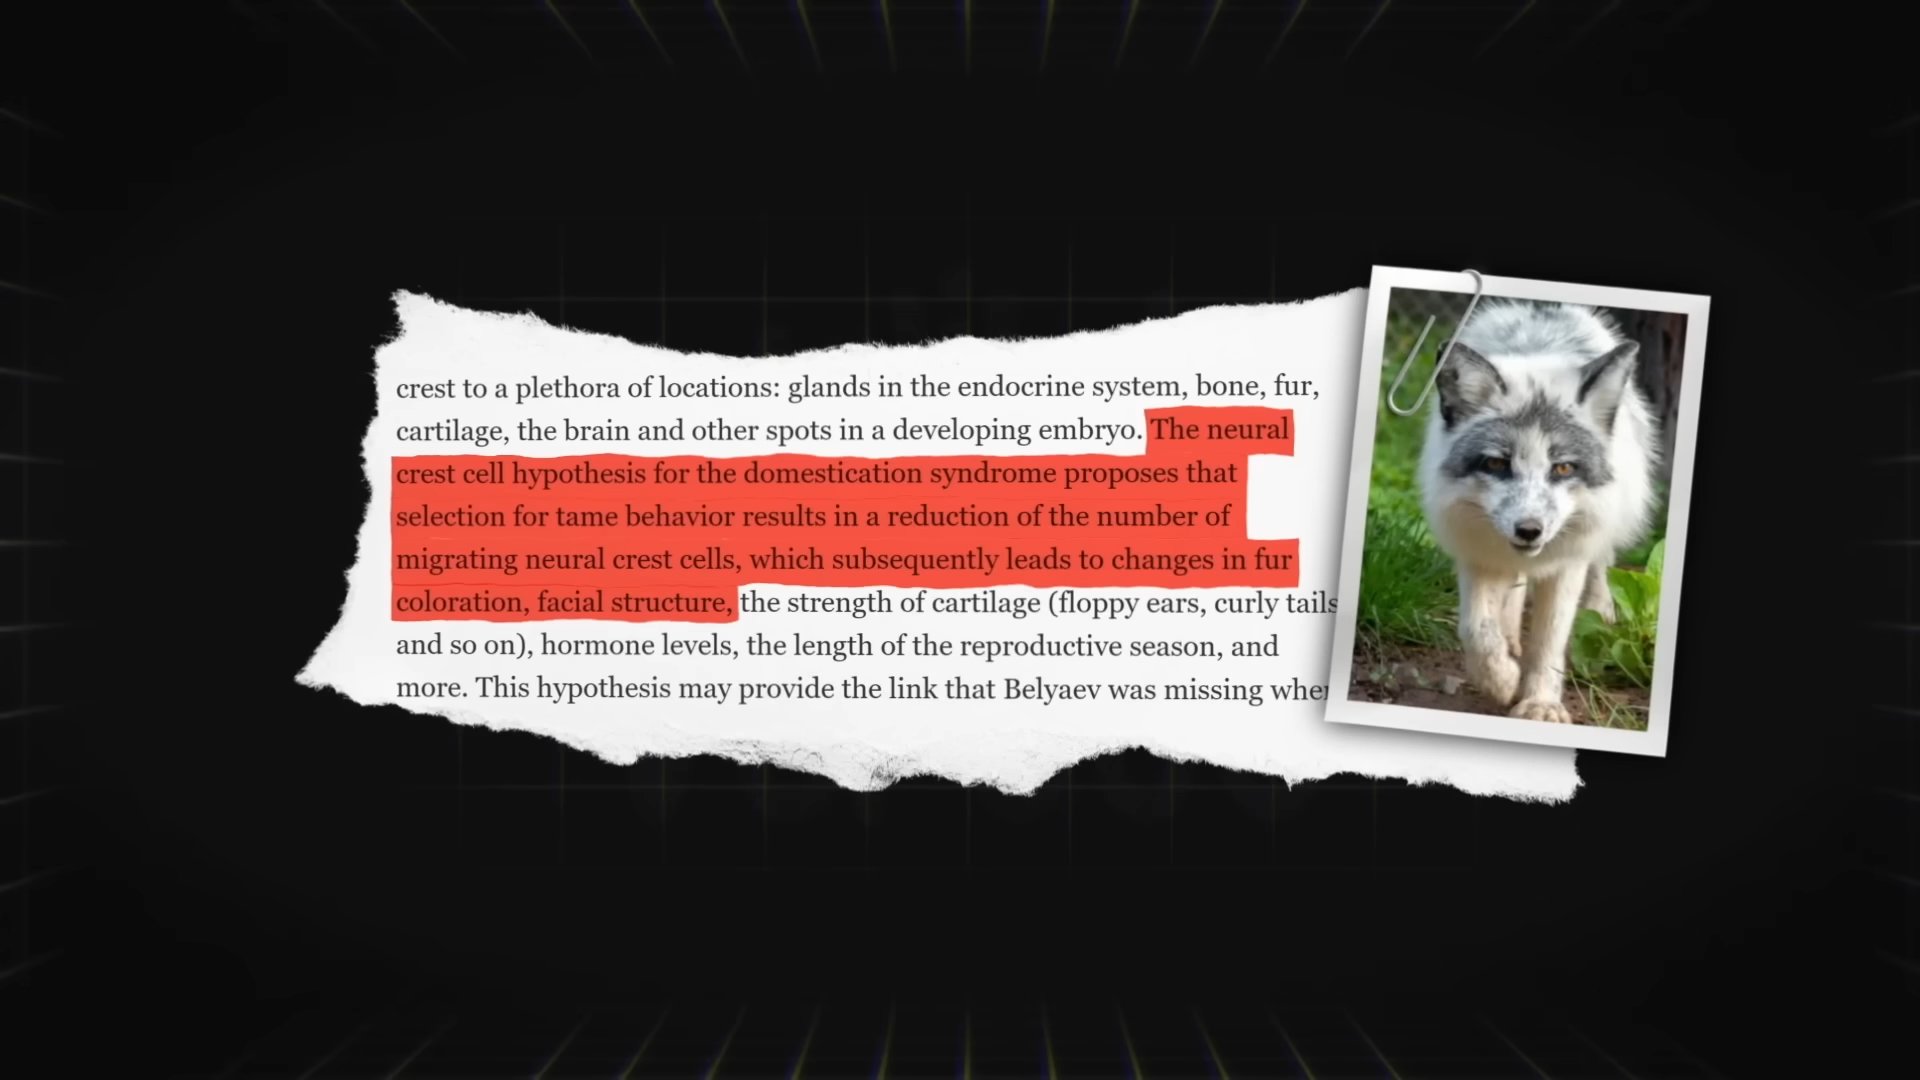 crest to a plethora of locations: glands in the endocrine system, bone, fur,
cartilage, the brain and other spots in a developing embryo. The neural
crest cell hypothesis for the domestication syndrome proposes that
selection for tame behavior results in a reduction of the number of
migrating neural crest cells, which subsequently leads to changes in fur
coloration, facial structure, the strength of cartilage (floppy ears, curly tails
and so on), hormone levels, the length of the reproductive season, and
more. This hypothesis may provide the link that Belyaev was missing